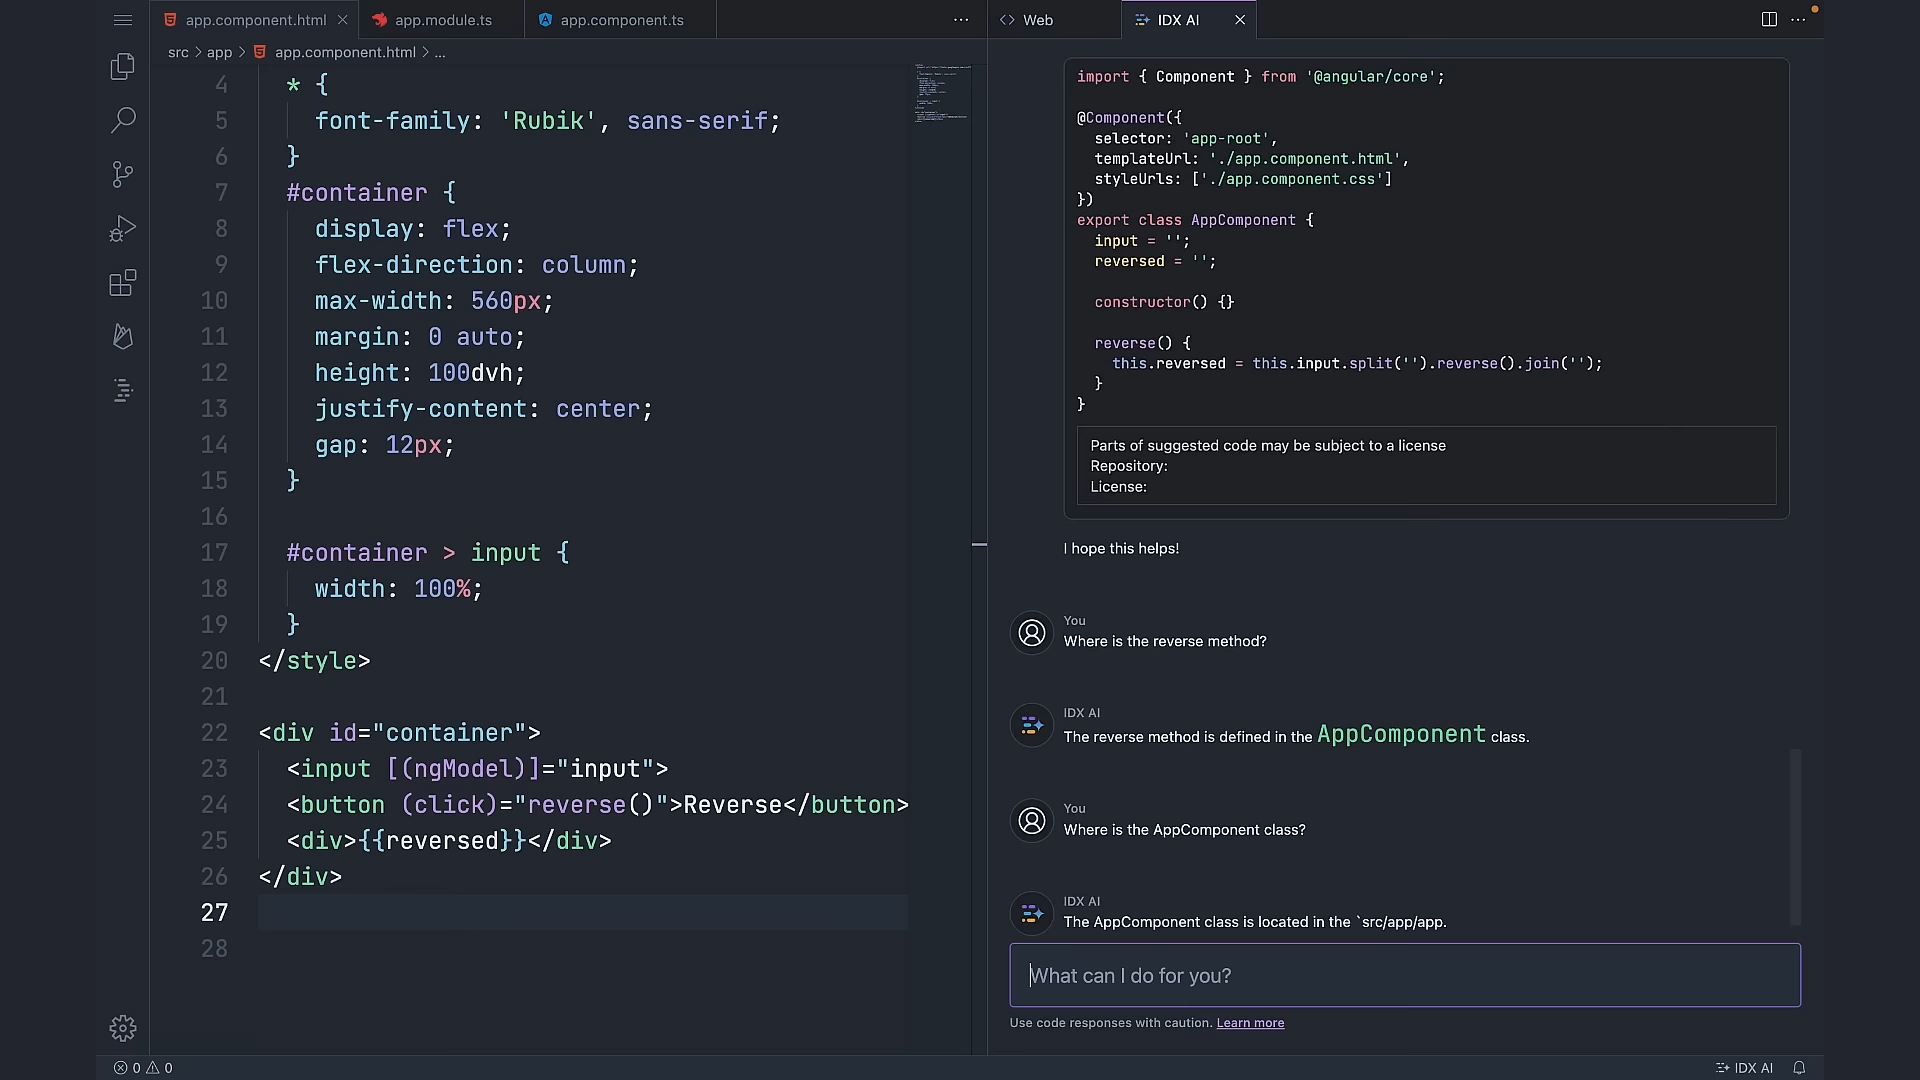 app.component.html
app.module.ts
app.component.ts
...
Web
IDX AI
...
src > app > app.component.html > ...
4 * {
5 font-family: 'Rubik', sans-serif;
6 }
7 #container {
8 display: flex;
9 flex-direction: column;
10 max-width: 560px;
11 margin: 0 auto;
12 height: 100dvh;
13 justify-content: center;
14 gap: 12px;
15 }
16
17 #container > input {
18 width: 100%;
19 }
20 </style>
21
22 <div id="container">
23 <input [(ngModel)]="input">
24 <button (click)="reverse()">Reverse</button>
25 <div>{{reversed}}</div>
26 </div>
27
28
import { Component } from '@angular/core';
@Component({
selector: 'app-root',
templateUrl: './app.component.html',
styleUrls: ['./app.component.css']
})
export class AppComponent {
input = '';
reversed = '';
constructor() {}
reverse() {
this.reversed = this.input.split('').reverse().join('');
}
}
Parts of suggested code may be subject to a license
Repository:
License:
I hope this helps!
You
Where is the reverse method?
IDX AI
The reverse method is defined in the AppComponent class.
You
Where is the AppComponent class?
IDX AI
The AppComponent class is located in the `src/app/app.
What can I do for you?
Use code responses with caution. Learn more
0 0
IDX AI